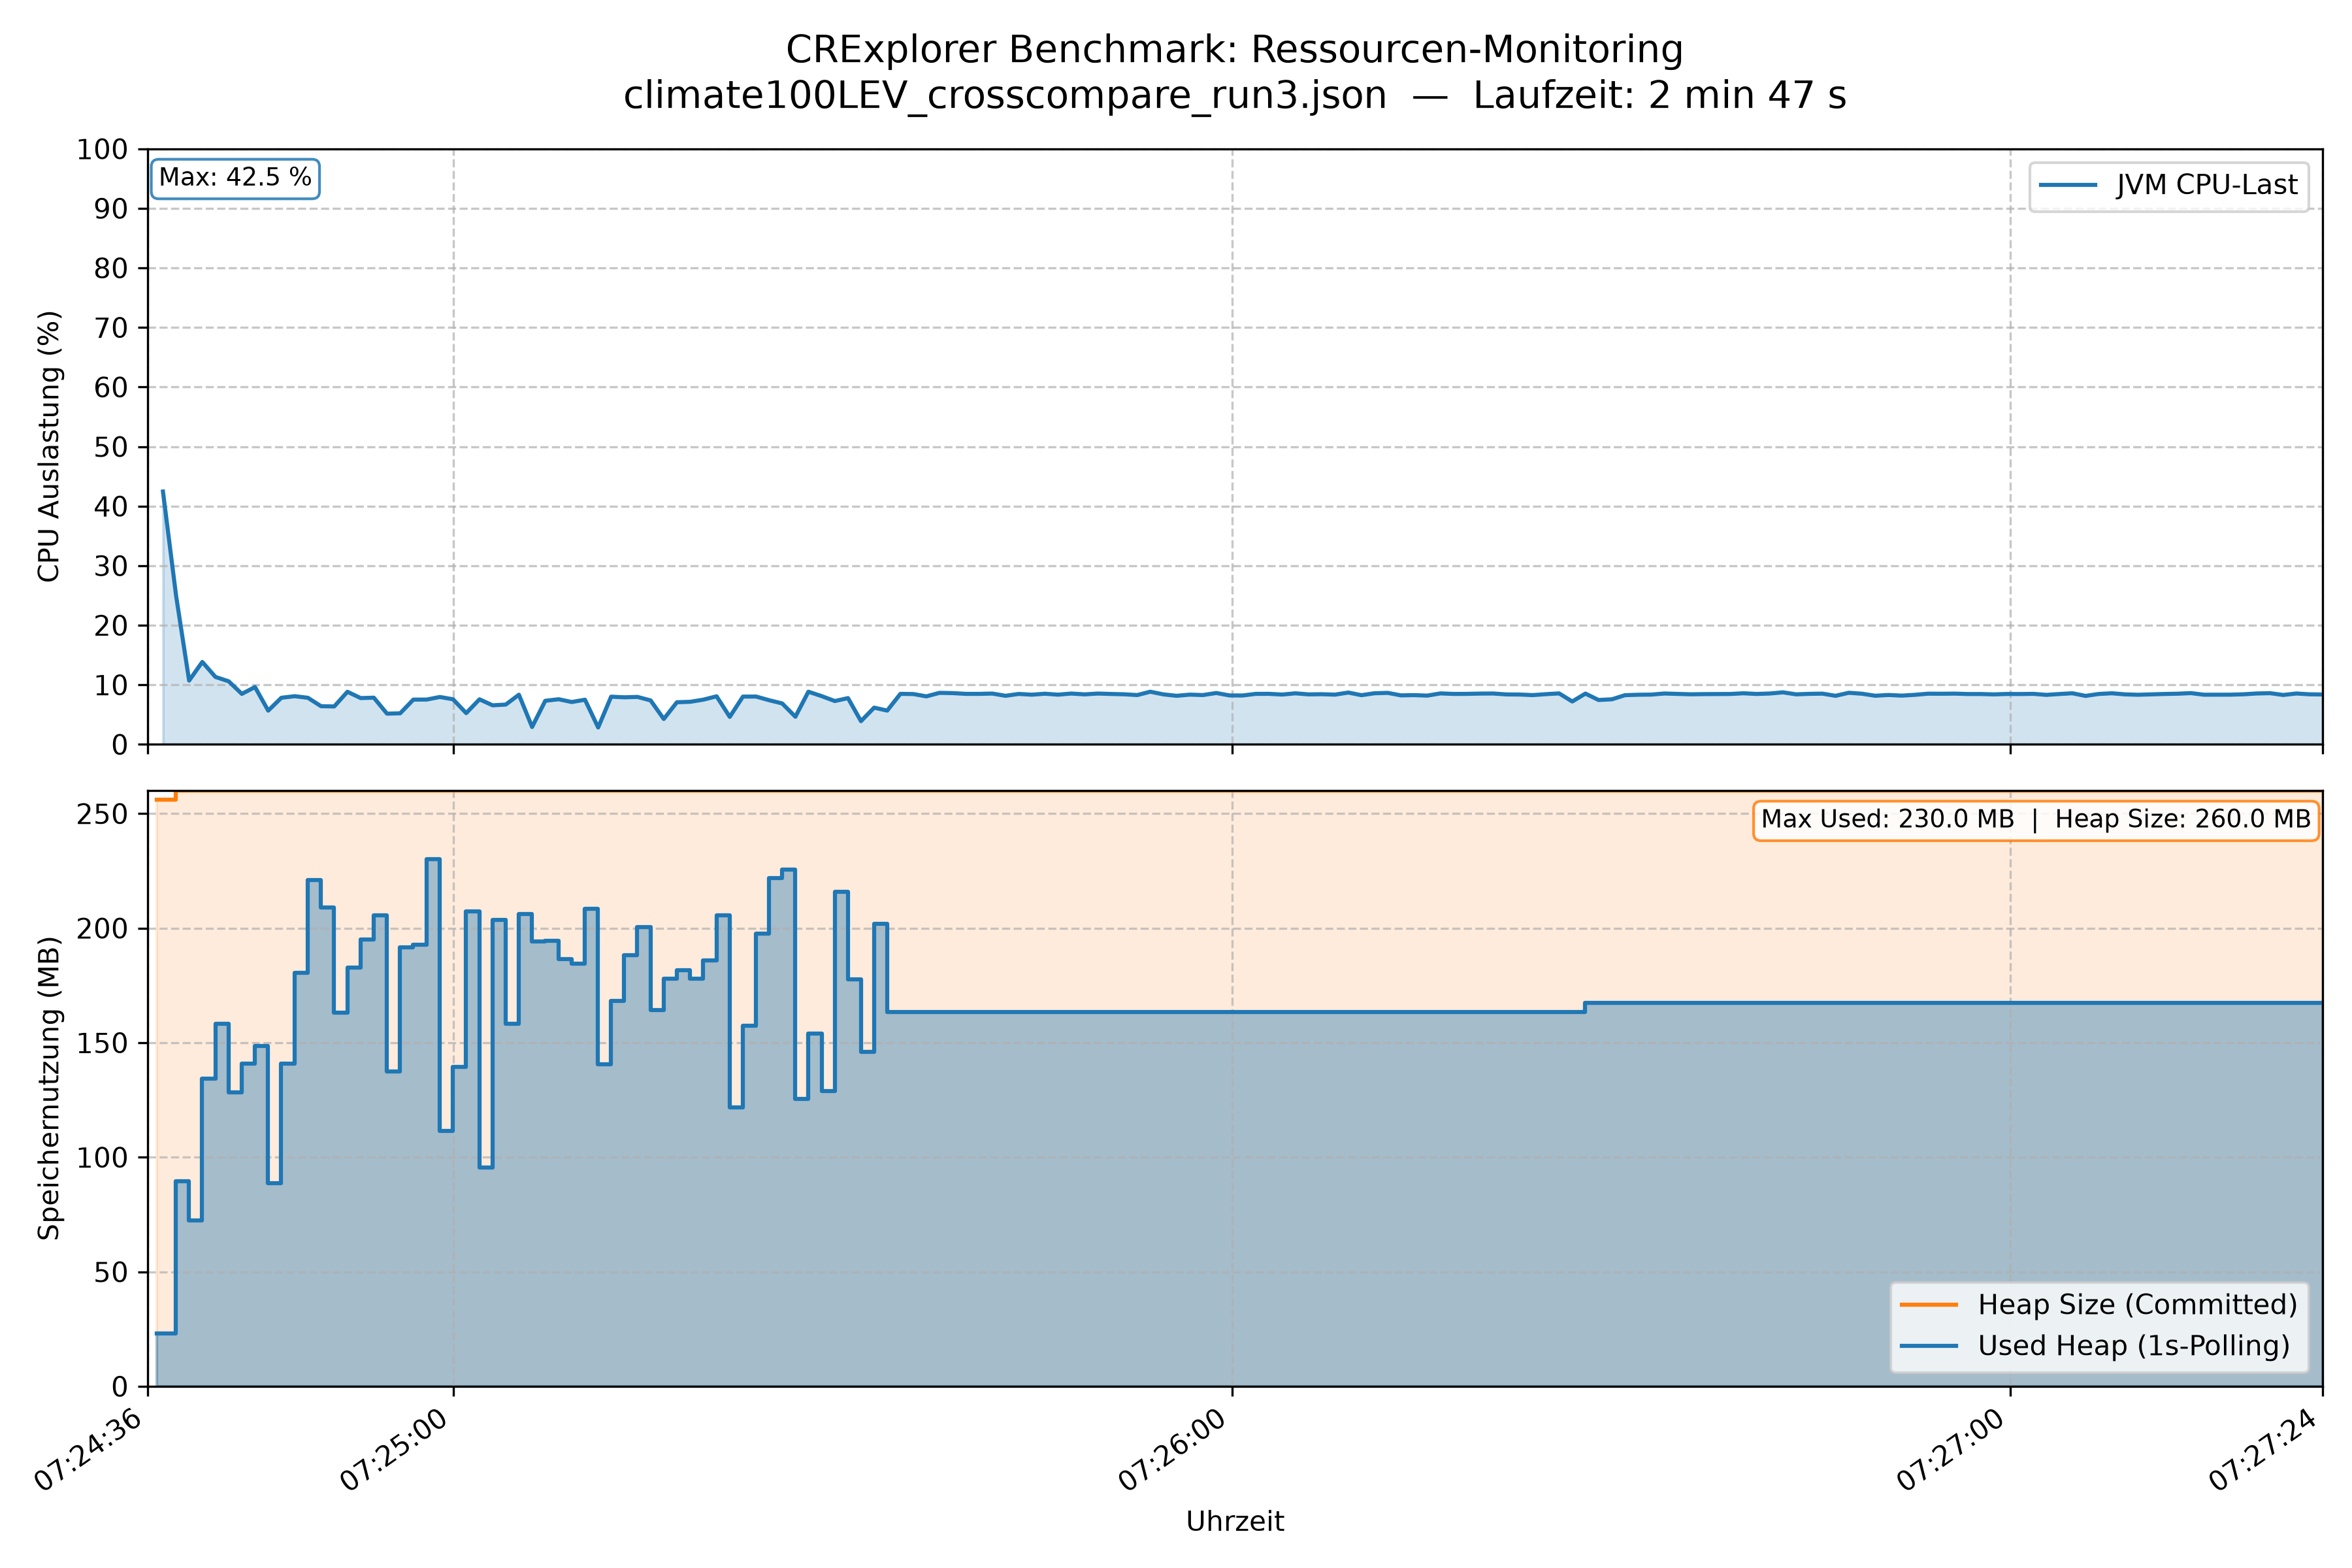 CRExplorer Benchmark: Ressourcen-Monitoring
climate100LEV_crosscompare_run3.json — Laufzeit: 2 min 47 s
CPU Auslastung (%)
100
90
80
70
60
50
40
30
20
10
0
Max: 42.5 %
JVM CPU-Last
Speichernutzung (MB)
250
200
150
100
50
0
Max Used: 230.0 MB | Heap Size: 260.0 MB
Heap Size (Committed)
Used Heap (1s-Polling)
07:24:36
07:25:00
07:26:00
07:27:00
07:27:24
Uhrzeit